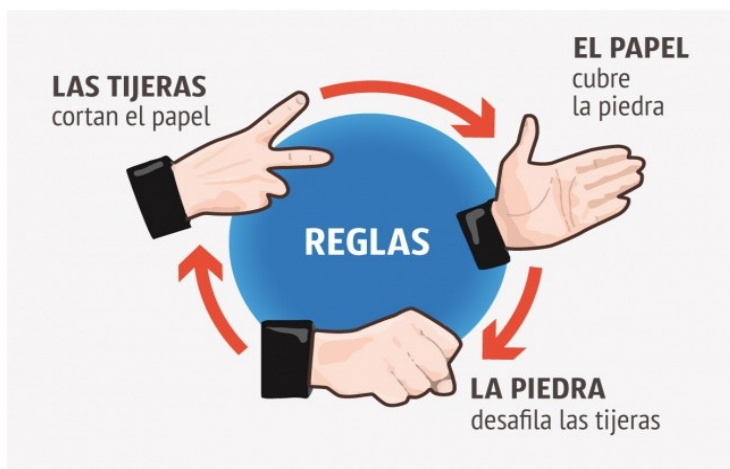 LAS TIJERAS
cortan el papel
EL PAPEL
cubre
la piedra
REGLAS
LA PIEDRA
desafila las tijeras